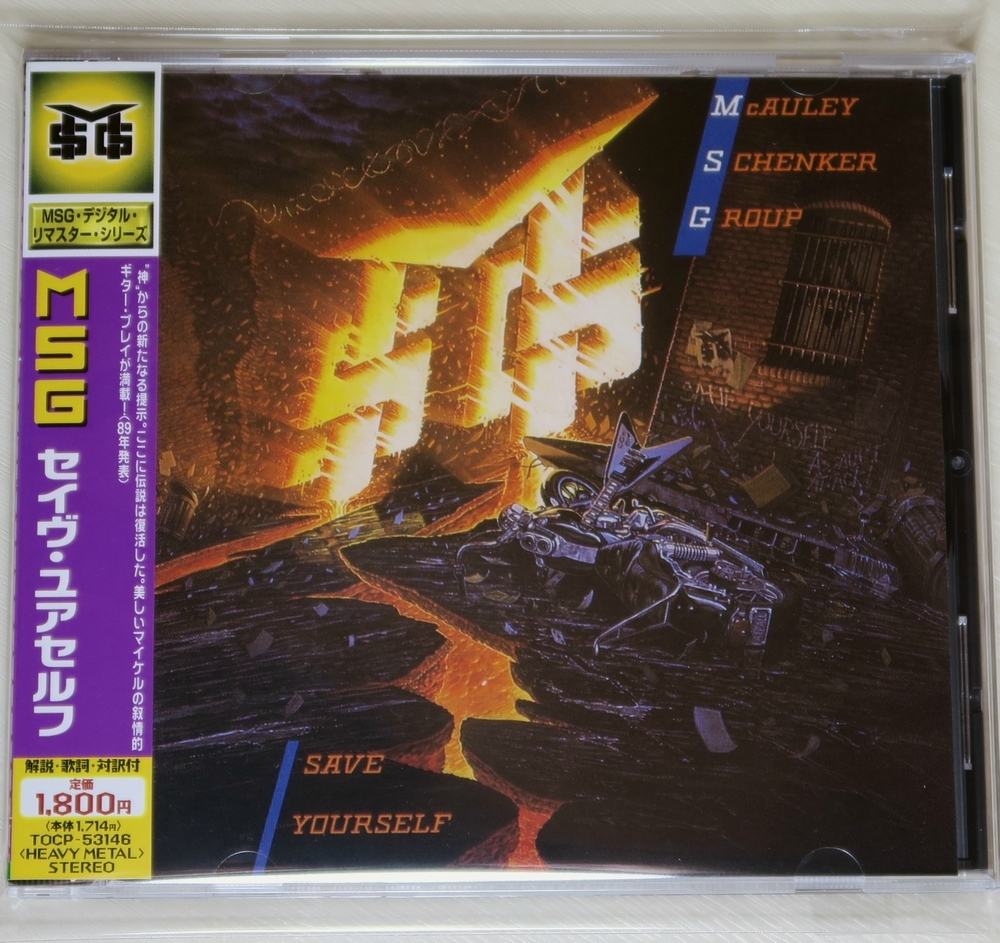 MSG・デジタル・
リマスター・シリーズ
MSG セイヴ・ユアセルフ
"神"からの新たなる提示。ここに伝説は復活した。美しいマイケルの叙情的
ギター・プレイが満載!(89年発表)
解説・歌詞・対訳付
定価
1,800円
〈本体1,714円〉
TOCP-53146
〈HEAVY METAL〉
STEREO
McAULEY
SCHENKER
GROUP
SAVE YOURSELF
SAVE
YOURSELF